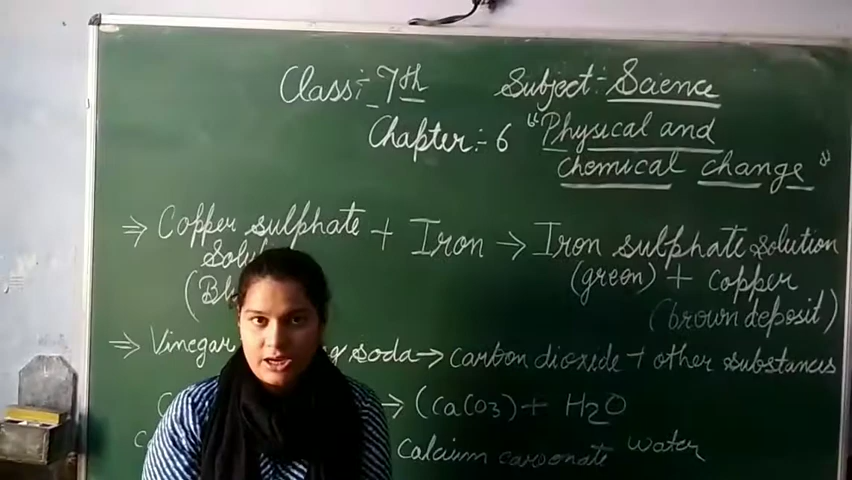 Class:- 7th Subject:- Science
Chapter:- 6 "Physical and
chemical change"
⇒ Copper sulphate + Iron → Iron sulphate solution
(green) + copper
(brown deposit)
⇒ Vinegar soda → carbon dioxide + other substances
→ (CaCO3) + H2O
calcium carbonate water